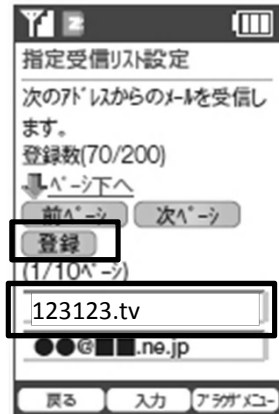 指定受信リスト設定
次のアドレスからのメールを受信し
ます。
登録数(70/200)
ページ下へ
前ページ 次ページ
登録
(1/10ページ)
123123.tv
●●@■■.ne.jp
戻る 入力 ブラウザメニュー